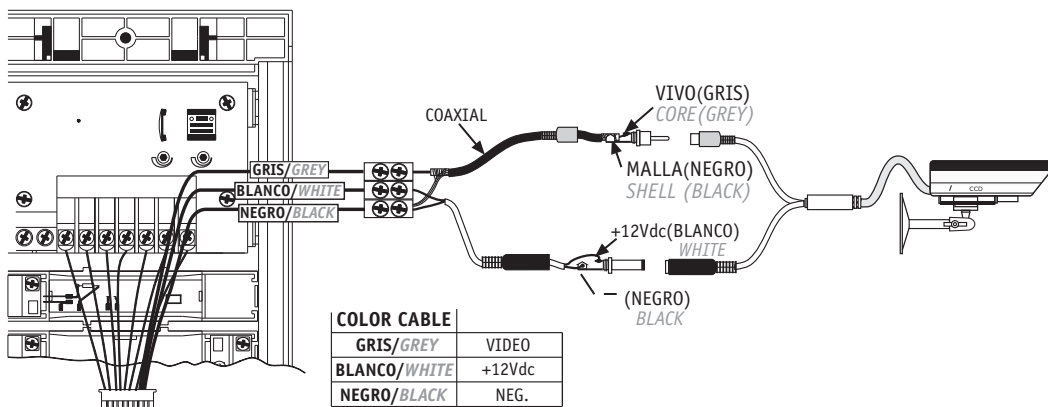 COAXIAL
VIVO(GRIS)
CORE(GREY)
MALLA(NEGRO)
SHELL (BLACK)
GRIS/GREY
BLANCO/WHITE
NEGRO/BLACK
CCD
+12Vdc(BLANCO)
WHITE
– (NEGRO)
BLACK
COLOR CABLE
GRIS/GREY VIDEO
BLANCO/WHITE +12Vdc
NEGRO/BLACK NEG.